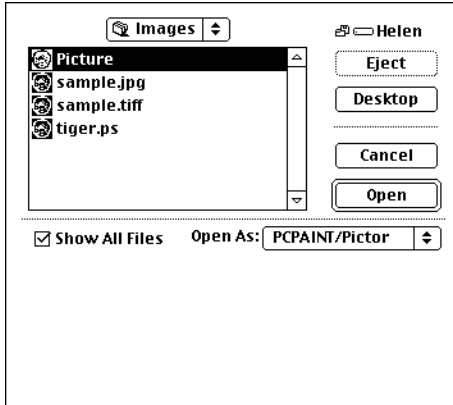 Images
Helen
Picture
sample.jpg
sample.tiff
tiger.ps
Eject
Desktop
Cancel
Open
Show All Files
Open As: PCPAINT/Pictor